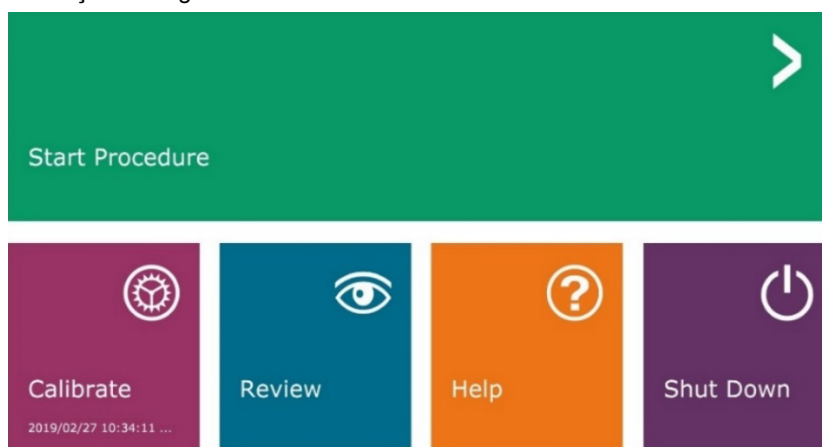 Start Procedure
Calibrate
Review
Help
Shut Down
2019/02/27 10:34:11 ...